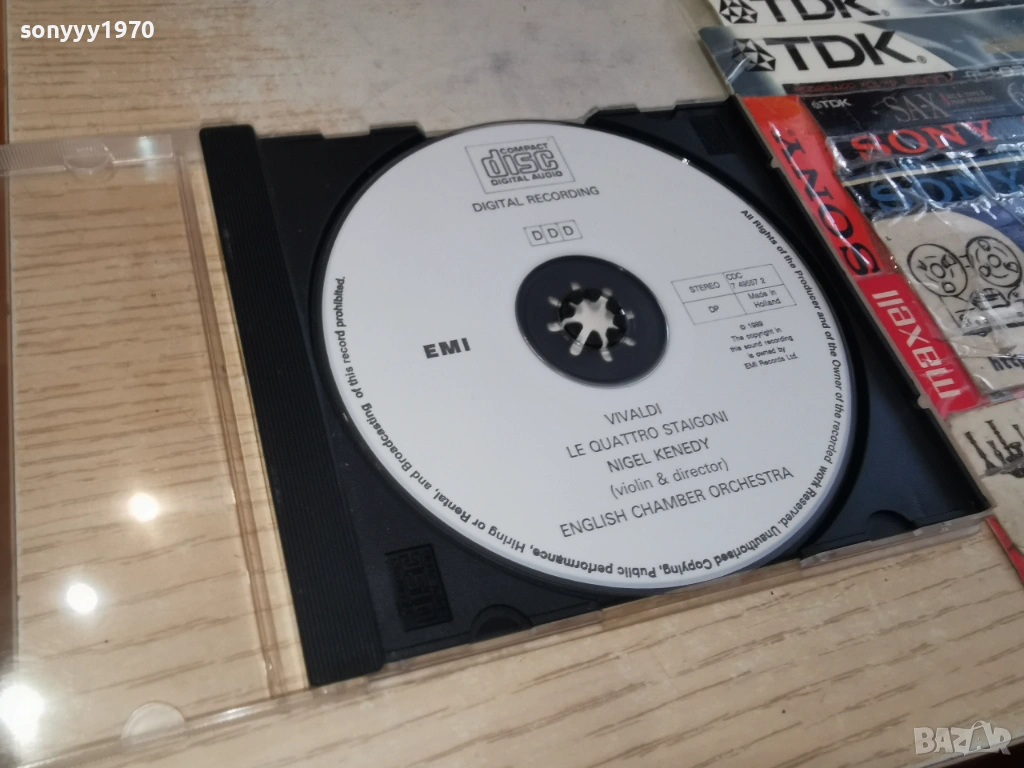 sonyyy1970
TDK
TDK
TDK
SA-X
SONY
SONY
SONY
maxell
COMPACT
disc
DIGITAL AUDIO
DIGITAL RECORDING
DDD
STEREO
CDC
7 49557 2
DP
Made in
Holland
© 1989
The copyright in
this sound recording
is owned by
EMI Records Ltd.
EMI
VIVALDI
LE QUATTRO STAIGONI
NIGEL KENEDY
(violin & director)
ENGLISH CHAMBER ORCHESTRA
All Rights of the Producer and of the Owner of the recorded work Reserved. Unauthorised Copying, Public performance, Hiring or Rental, and Broadcasting of this record prohibited.
BAZAR